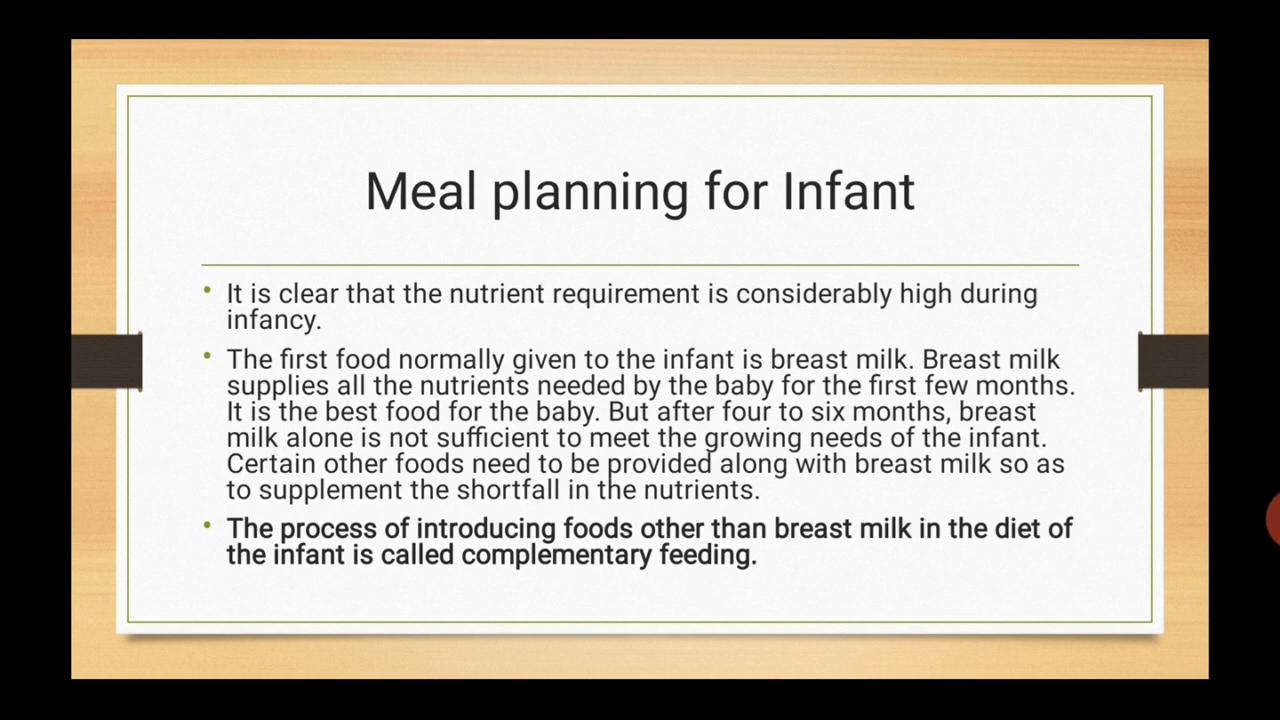 Meal planning for Infant
• It is clear that the nutrient requirement is considerably high during
infancy.
• The first food normally given to the infant is breast milk. Breast milk
supplies all the nutrients needed by the baby for the first few months.
It is the best food for the baby. But after four to six months, breast
milk alone is not sufficient to meet the growing needs of the infant.
Certain other foods need to be provided along with breast milk so as
to supplement the shortfall in the nutrients.
• The process of introducing foods other than breast milk in the diet of
the infant is called complementary feeding.